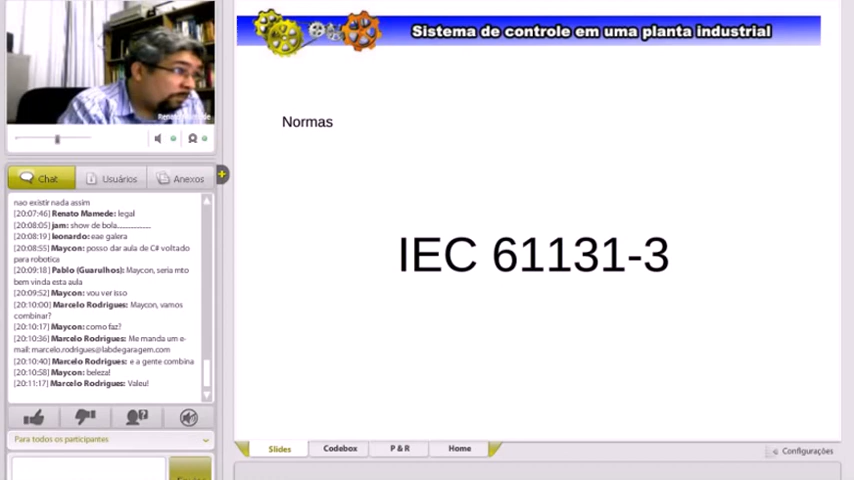 Sistema de controle em uma planta industrial
Normas
IEC 61131-3
Chat
Usuários
Anexos
nao existir nada assim
[20:07:46] Renato Mamede: legal
[20:08:05] jam: show de bola..............
[20:08:19] leonardo: eae galera
[20:08:55] Maycon: posso dar aula de C# voltado
para robotica
[20:09:18] Pablo (Guarulhos): Maycon, seria mto
bem vinda esta aula
[20:09:52] Maycon: vou ver isso
[20:10:00] Marcelo Rodrigues: Maycon, vamos
combinar?
[20:10:17] Maycon: como faz?
[20:10:36] Marcelo Rodrigues: Me manda um e-
mail: marcelo.rodrigues@labdegaragem.com
[20:10:40] Marcelo Rodrigues: e a gente combina
[20:10:58] Maycon: beleza!
[20:11:17] Marcelo Rodrigues: Valeu!
Para todos os participantes
Slides
Codebox
P & R
Home
Configurações